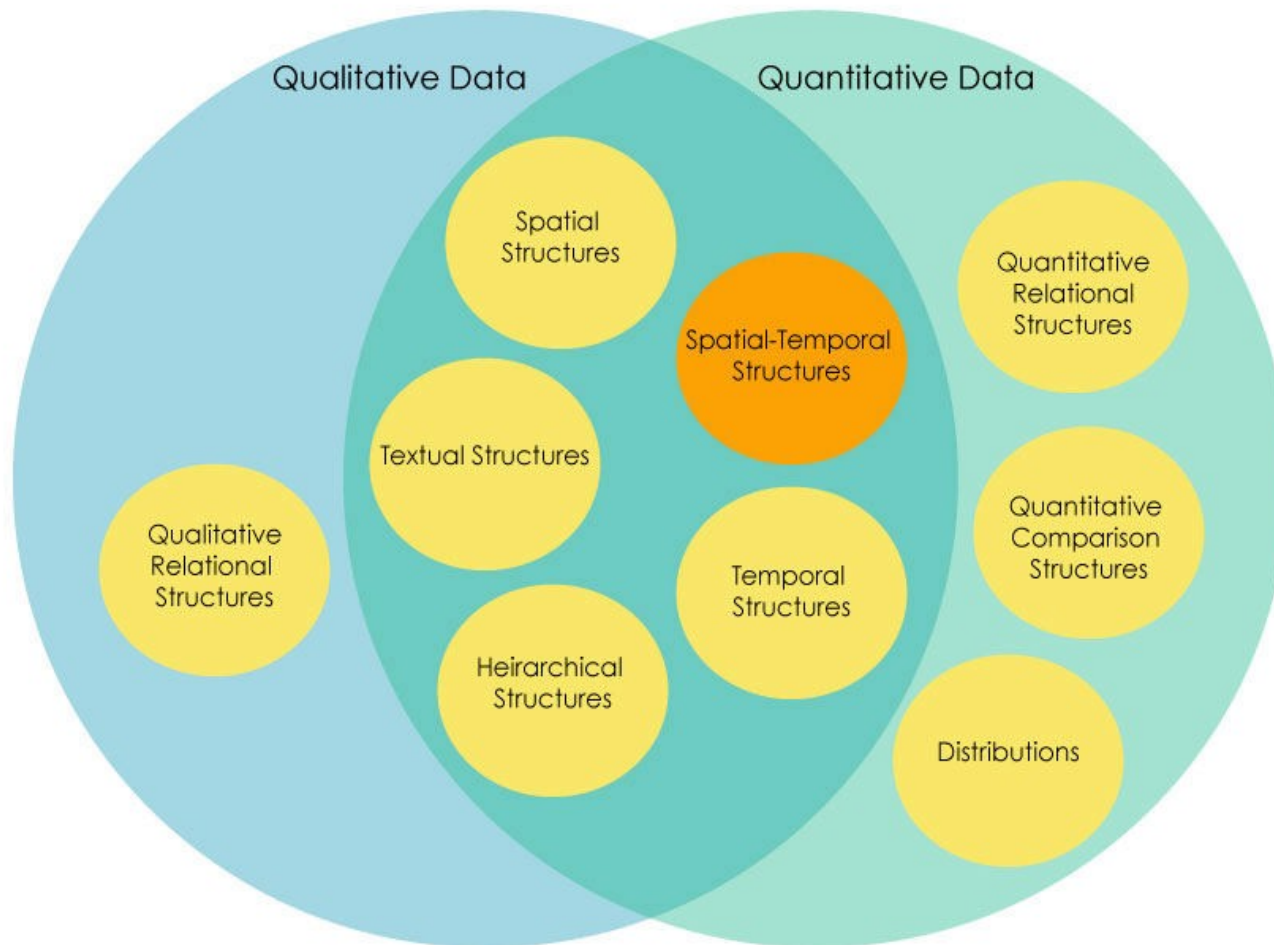 Qualitative Data
Quantitative Data
Spatial
Structures
Spatial-Temporal
Structures
Quantitative
Relational
Structures
Textual Structures
Qualitative
Relational
Structures
Temporal
Structures
Quantitative
Comparison
Structures
Heirarchical
Structures
Distributions